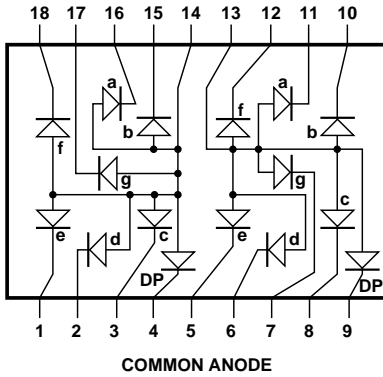 18 17 16 15 14 13 12 11 10
a a
f b f b
g g
e d c e d c
DP DP
1 2 3 4 5 6 7 8 9
COMMON ANODE